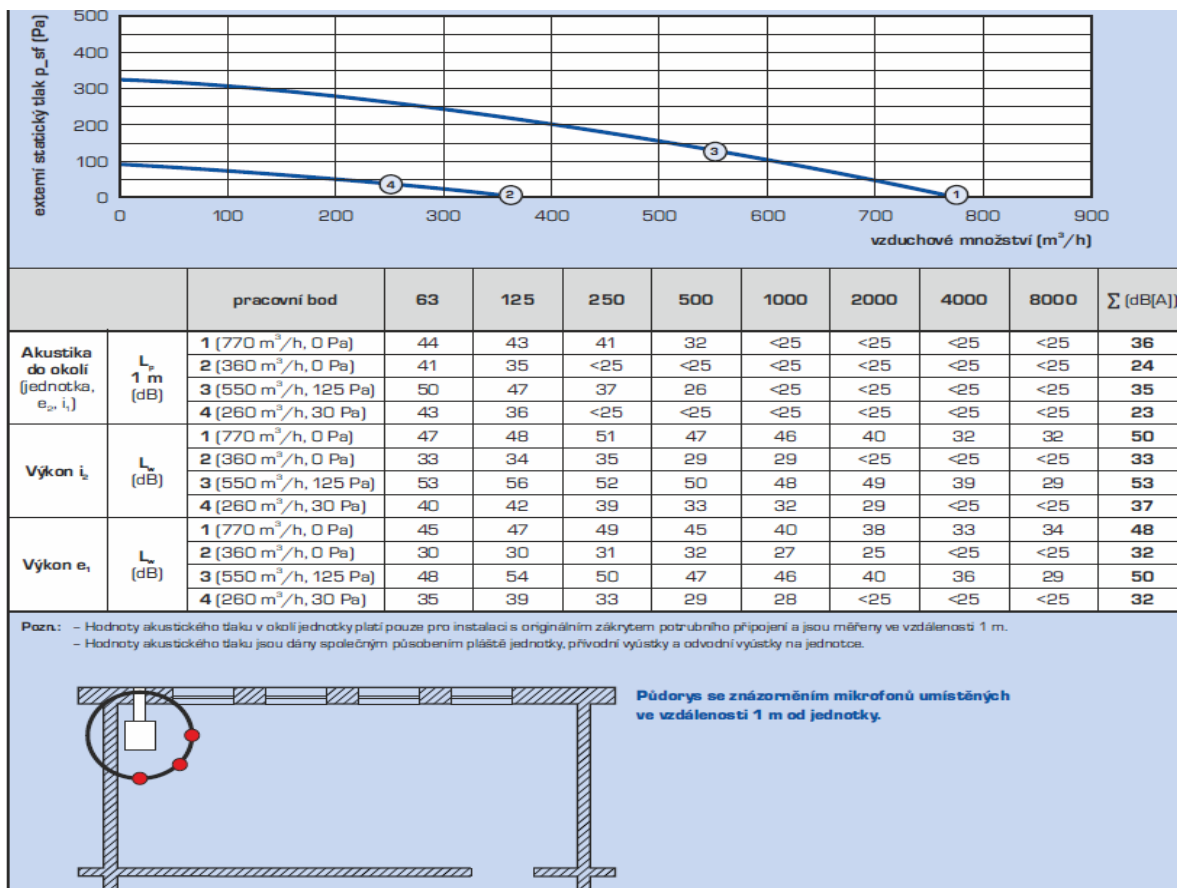 externí statický tlak p_sf (Pa)
500
400
300
200
100
0
3
4
2
1
0 100 200 300 400 500 600 700 800 900
vzduchové množství (m³/h)
pracovní bod 63 125 250 500 1000 2000 4000 8000 ∑ (dB[A])
Akustika do okolí (jednotka, e₂, i₁) Lₚ 1 m (dB)
1 (770 m³/h, 0 Pa) 44 43 41 32 <25 <25 <25 <25 36
2 (360 m³/h, 0 Pa) 41 35 <25 <25 <25 <25 <25 <25 24
3 (550 m³/h, 125 Pa) 50 47 37 26 <25 <25 <25 <25 35
4 (260 m³/h, 30 Pa) 43 36 <25 <25 <25 <25 <25 <25 23
Výkon i₂ L_w (dB)
1 (770 m³/h, 0 Pa) 47 48 51 47 46 40 32 32 50
2 (360 m³/h, 0 Pa) 33 34 35 29 29 <25 <25 <25 33
3 (550 m³/h, 125 Pa) 53 56 52 50 48 49 39 29 53
4 (260 m³/h, 30 Pa) 40 42 39 33 32 29 <25 <25 37
Výkon e₁ L_w (dB)
1 (770 m³/h, 0 Pa) 45 47 49 45 40 38 33 34 48
2 (360 m³/h, 0 Pa) 30 30 31 32 27 25 <25 <25 32
3 (550 m³/h, 125 Pa) 48 54 50 47 46 40 36 29 50
4 (260 m³/h, 30 Pa) 35 39 33 29 28 <25 <25 <25 32
Pozn.: – Hodnoty akustického tlaku v okolí jednotky platí pouze pro instalaci s originálním zákrytem potrubního připojení a jsou měřeny ve vzdálenosti 1 m.
– Hodnoty akustického tlaku jsou dány společným působením pláště jednotky, přívodní vyústky a odvodní vyústky na jednotce.
Půdorys se znázorněním mikrofonů umístěných
ve vzdálenosti 1 m od jednotky.